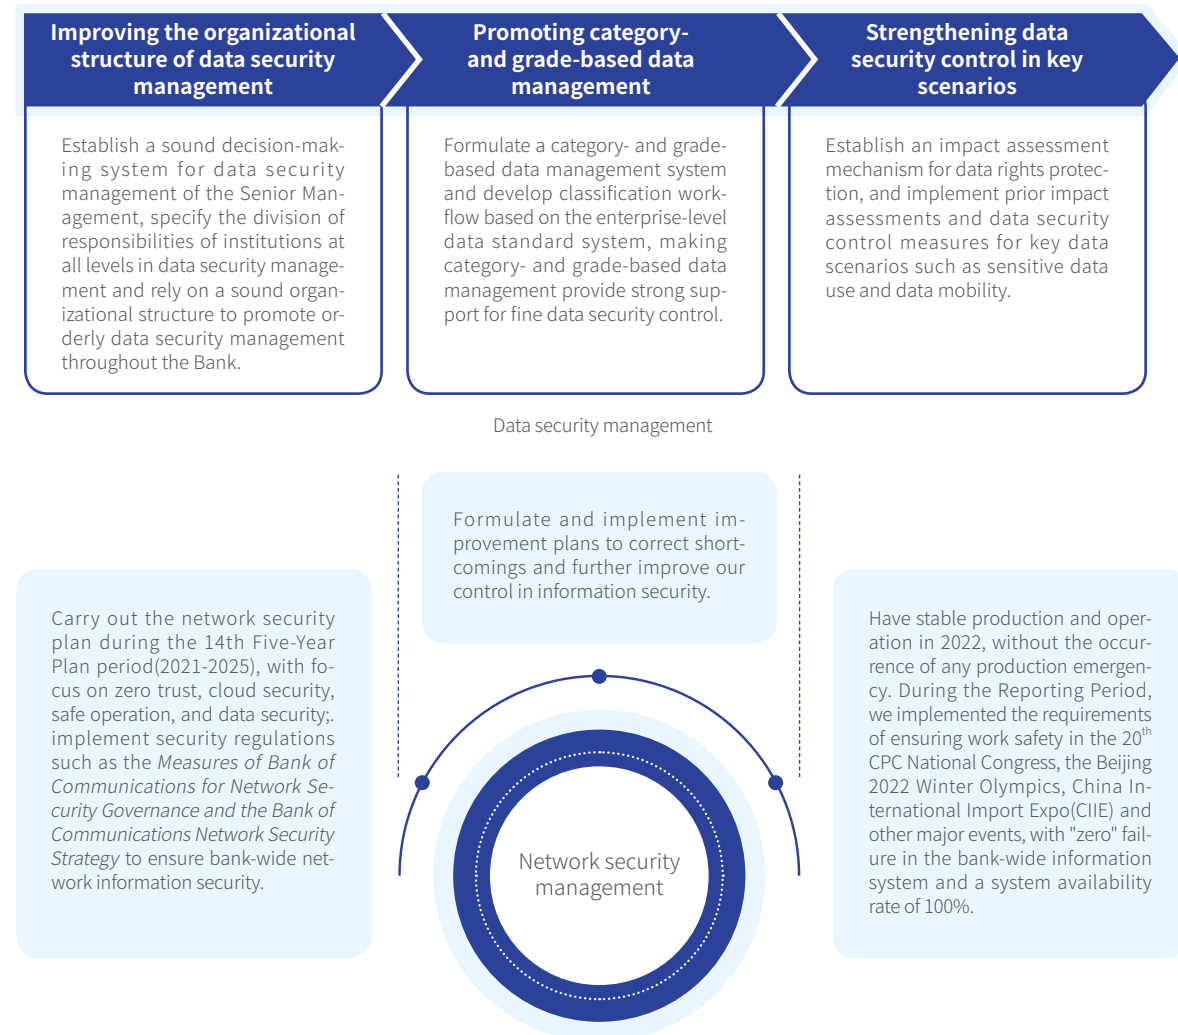 Improving the organizational
structure of data security
management
Promoting category-
and grade-based data
management
Strengthening data
security control in key
scenarios
Establish a sound decision-mak-
ing system for data security
management of the Senior Man-
agement, specify the division of
responsibilities of institutions at
all levels in data security manage-
ment and rely on a sound organ-
izational structure to promote or-
derly data security management
throughout the Bank.
Formulate a category- and grade-
based data management system
and develop classification work-
flow based on the enterprise-level
data standard system, making
category- and grade-based data
management provide strong sup-
port for fine data security control.
Establish an impact assessment
mechanism for data rights protec-
tion, and implement prior impact
assessments and data security
control measures for key data
scenarios such as sensitive data
use and data mobility.
Data security management
Formulate and implement im-
provement plans to correct short-
comings and further improve our
control in information security.
Carry out the network security
plan during the 14th Five-Year
Plan period(2021-2025), with fo-
cus on zero trust, cloud security,
safe operation, and data security;.
implement security regulations
such as the Measures of Bank of
Communications for Network Se-
curity Governance and the Bank of
Communications Network Security
Strategy to ensure bank-wide net-
work information security.
Have stable production and oper-
ation in 2022, without the occur-
rence of any production emergen-
cy. During the Reporting Period,
we implemented the requirements
of ensuring work safety in the 20th
CPC National Congress, the Beijing
2022 Winter Olympics, China In-
ternational Import Expo(CIIE) and
other major events, with "zero" fail-
ure in the bank-wide information
system and a system availability
rate of 100%.
Network security
management